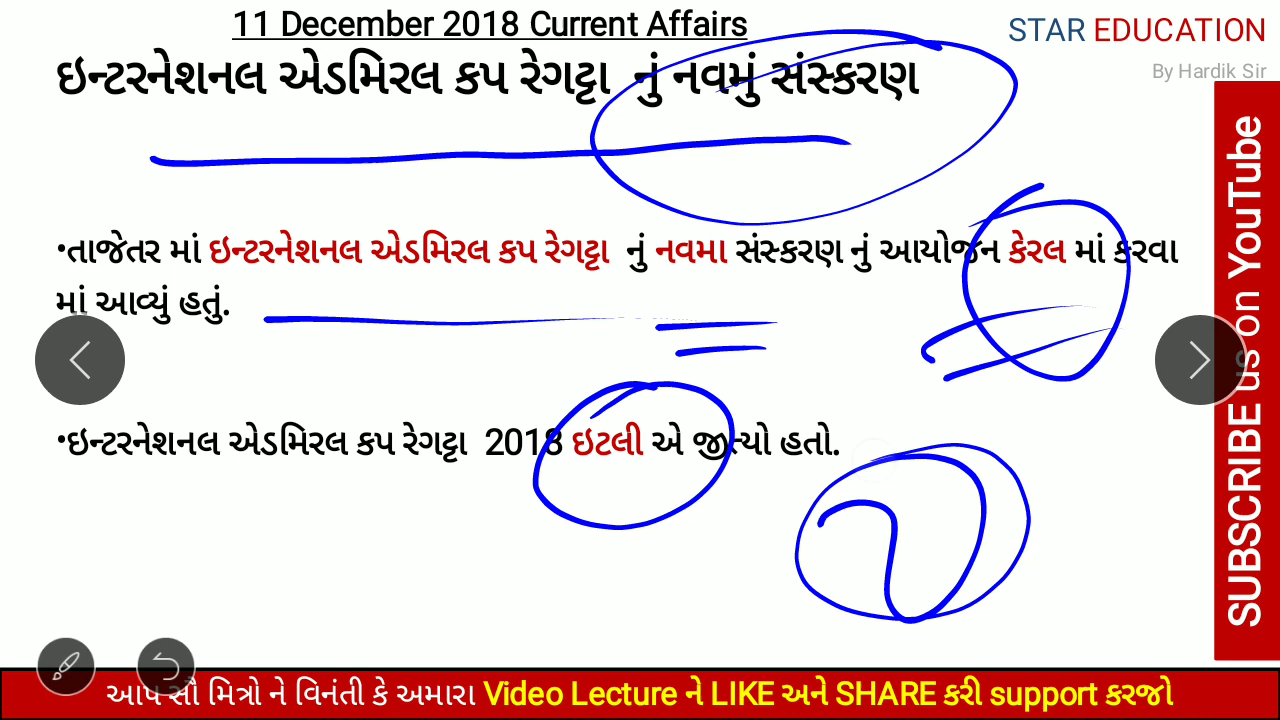 11 December 2018 Current Affairs
STAR EDUCATION
By Hardik Sir
ઇન્ટરનેશનલ એડમિરલ કપ રેગટ્ટા નું નવમું સંસ્કરણ
•તાજેતર માં ઇન્ટરનેશનલ એડમિરલ કપ રેગટ્ટા નું નવમા સંસ્કરણ નું આયોજન કેરલ માં કરવા
માં આવ્યું હતું.
•ઇન્ટરનેશનલ એડમિરલ કપ રેગટ્ટા 2018 ઇટલી એ જીત્યો હતો.
SUBSCRIBE us on YouTube
આપ સૌ મિત્રો ને વિનંતી કે અમારા Video Lecture ને LIKE અને SHARE કરી support કરજો